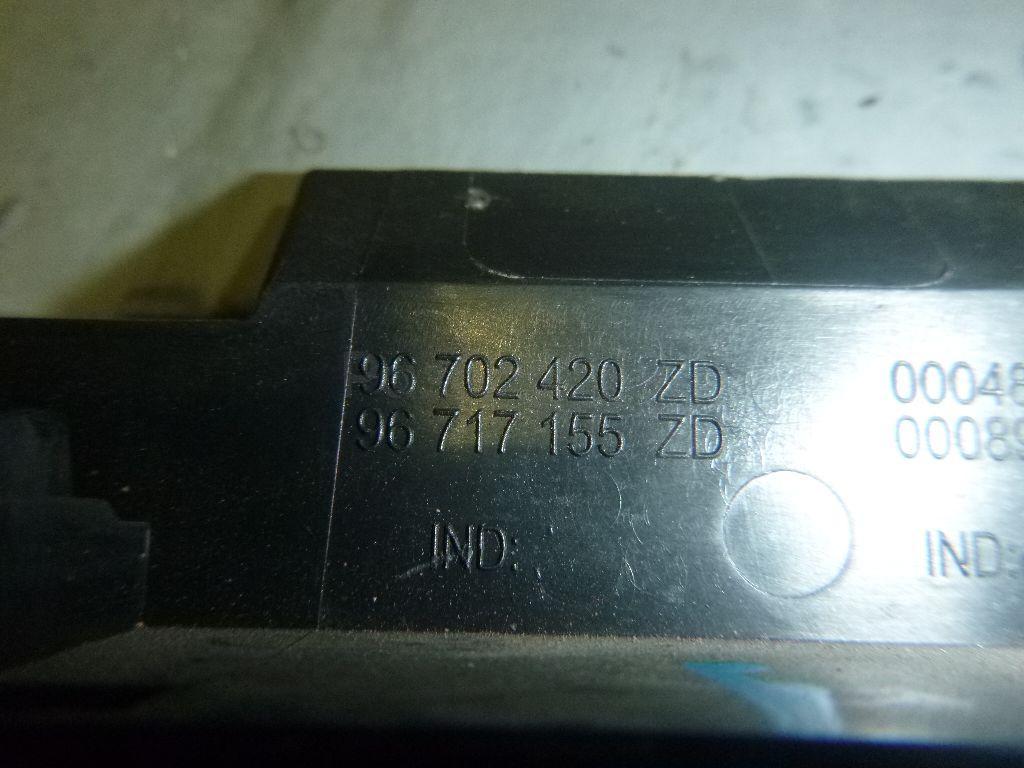 96 702 420 ZD 00048
96 717 155 ZD 00089
IND: IND: